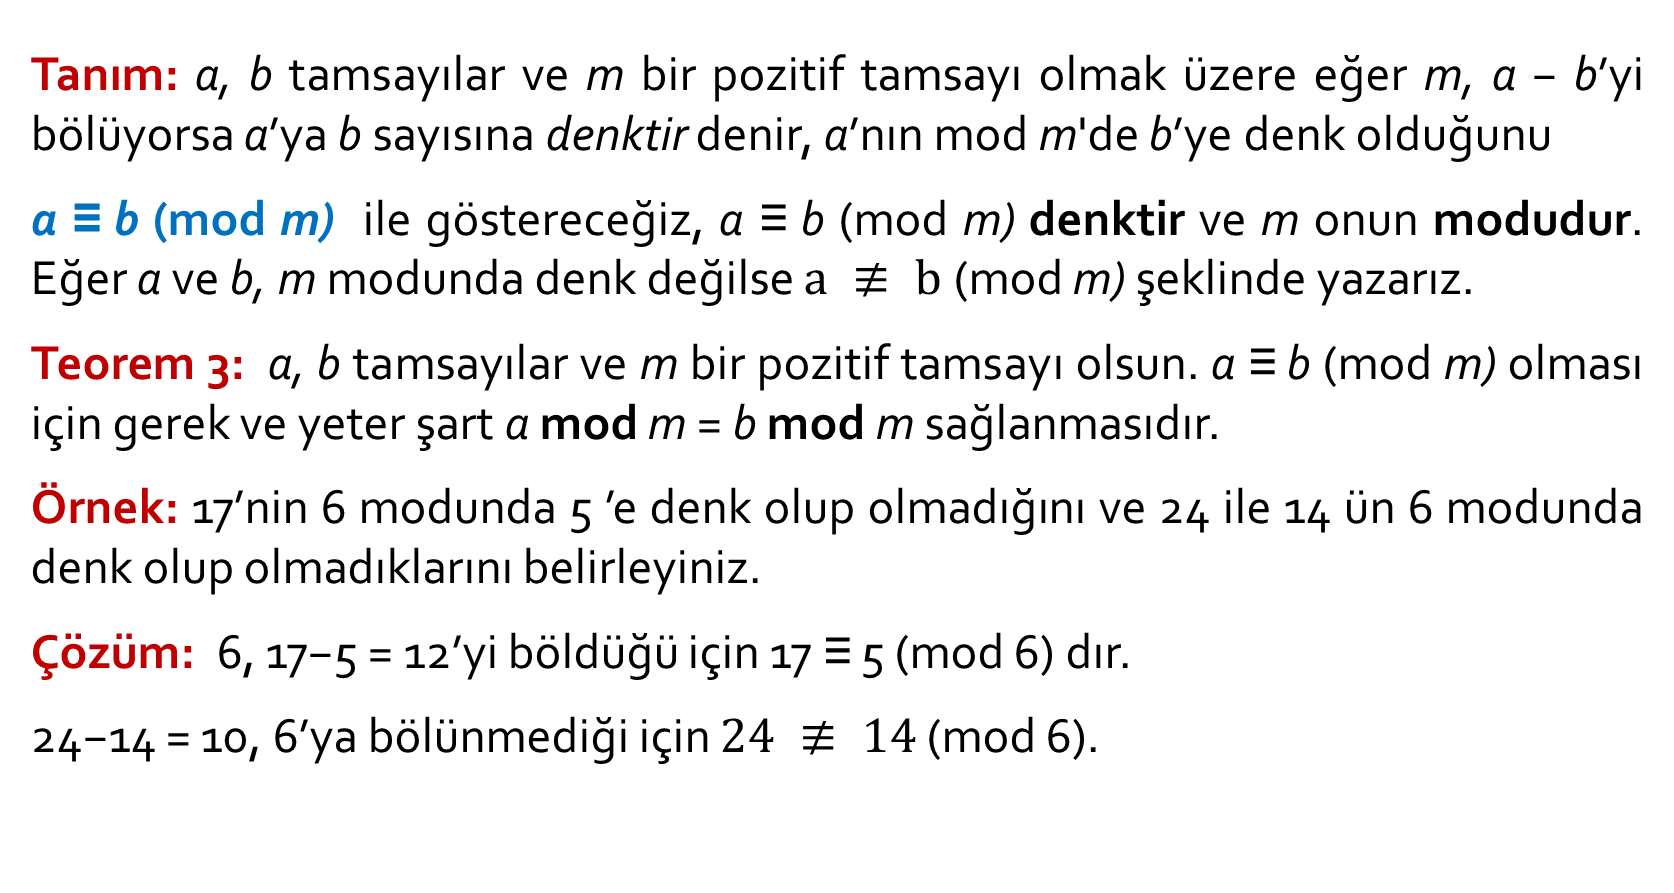 Tanım: a, b tamsayılar ve m bir pozitif tamsayı olmak üzere eğer m, a – b’yi
bölüyorsa a’ya b sayısına denktir denir, a’nın mod m'de b’ye denk olduğunu
a ≡ b (mod m) ile göstereceğiz, a ≡ b (mod m) denktir ve m onun modudur.
Eğer a ve b, m modunda denk değilse a ≢ b (mod m) şeklinde yazarız.
Teorem 3: a, b tamsayılar ve m bir pozitif tamsayı olsun. a ≡ b (mod m) olması
için gerek ve yeter şart a mod m = b mod m sağlanmasıdır.
Örnek: 17’nin 6 modunda 5 ’e denk olup olmadığını ve 24 ile 14 ün 6 modunda
denk olup olmadıklarını belirleyiniz.
Çözüm: 6, 17–5 = 12’yi böldüğü için 17 ≡ 5 (mod 6) dır.
24–14 = 10, 6’ya bölünmediği için 24 ≢ 14 (mod 6).